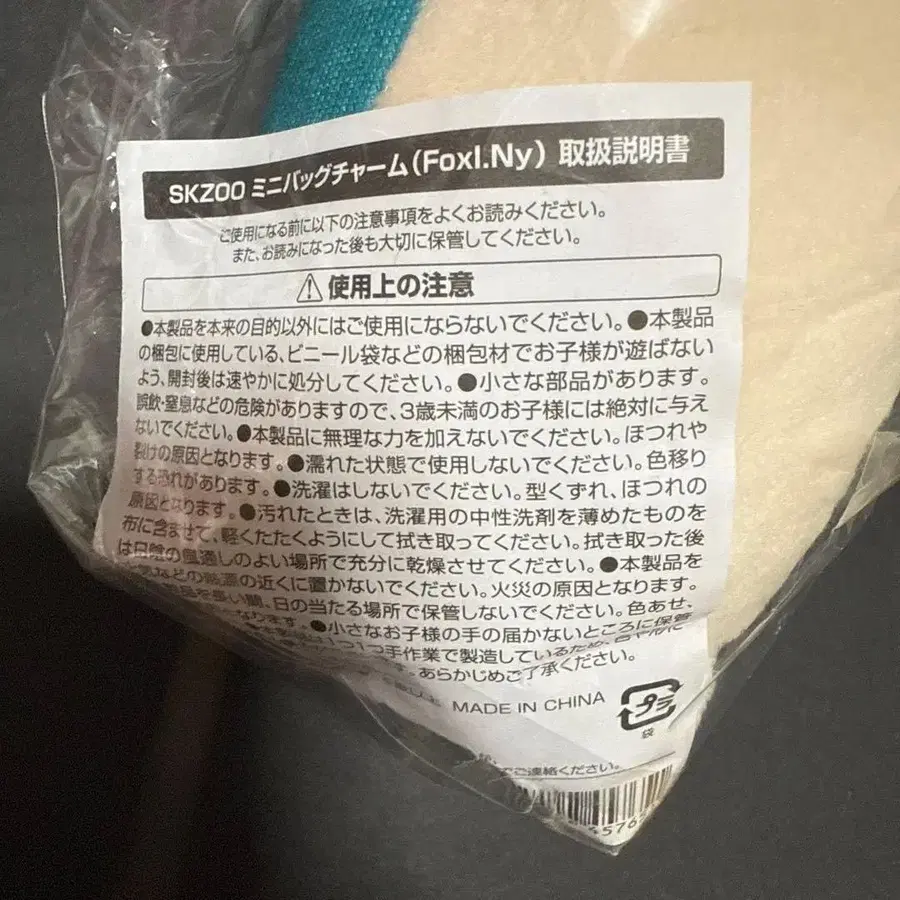 SKZOO ミニバッグチャーム(FoxI.Ny) 取扱説明書
ご使用になる前に以下の注意事項をよくお読みください。
また、お読みになった後も大切に保管してください。
使用上の注意
●本製品を本来の目的以外にはご使用にならないでください。●本製品
の梱包に使用している、ビニール袋などの梱包材でお子様が遊ばない
よう、開封後は速やかに処分してください。●小さな部品があります。
誤飲・窒息などの危険がありますので、3歳未満のお子様には絶対に与え
ないでください。●本製品に無理な力を加えないでください。ほつれや
裂けの原因となります。●濡れた状態で使用しないでください。色移り
する恐れがあります。●洗濯はしないでください。型くずれ、ほつれの
原因となります。●汚れたときは、洗濯用の中性洗剤を薄めたものを
布に含ませて、軽くたたくようにして拭き取ってください。拭き取った後
は日陰の風通しのよい場所で充分に乾燥させてください。●本製品を
などの熱源の近くに置かないでください。火災の原因となります。
長い間、日の当たる場所で保管しないでください。色あせ、
●小さなお子様の手の届かないところに保管
1つ1つ手作業で製造しているため、
あらかじめご了承ください。
MADE IN CHINA
プラ
袋
ご連絡ください。
4576